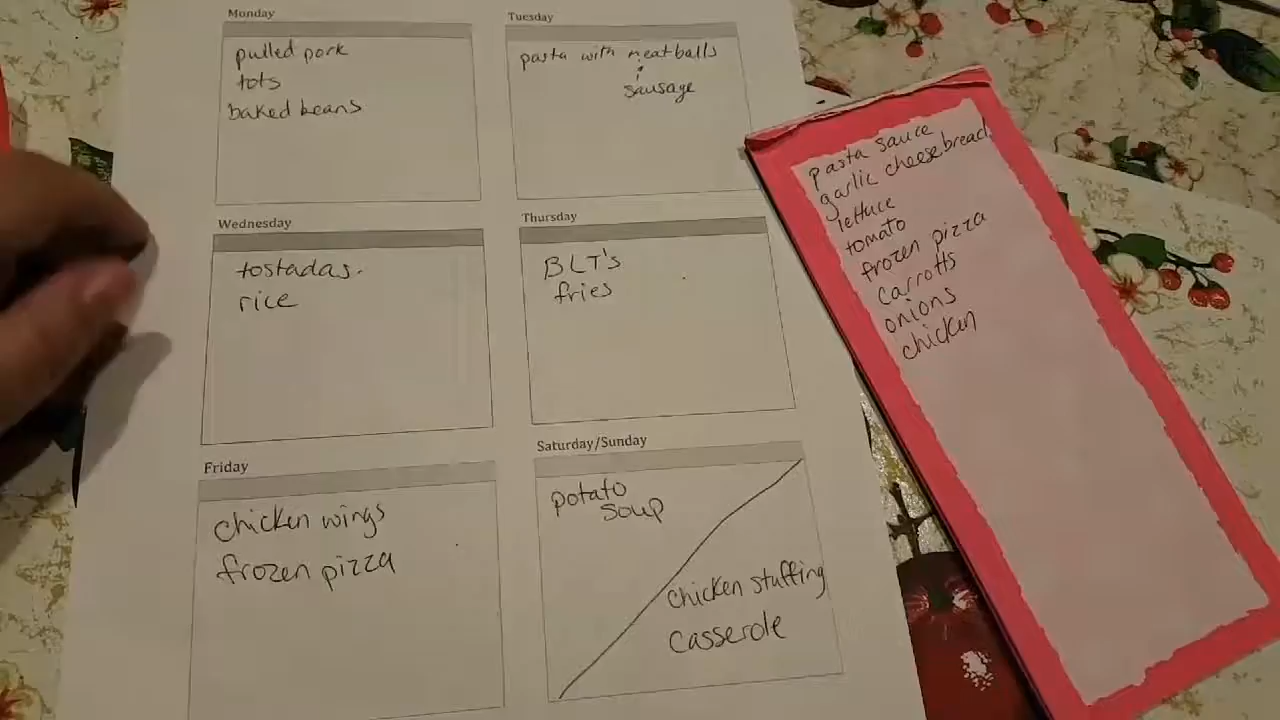 Monday
pulled pork
tots
baked beans
Tuesday
pasta with meatballs
sausage
Wednesday
tostadas.
rice
Thursday
BLT's
fries
Friday
chicken wings
frozen pizza
Saturday/Sunday
potato
soup
chicken stuffing
casserole
pasta sauce
garlic cheesebread
lettuce
tomato
frozen pizza
carrotts
onions
chicken